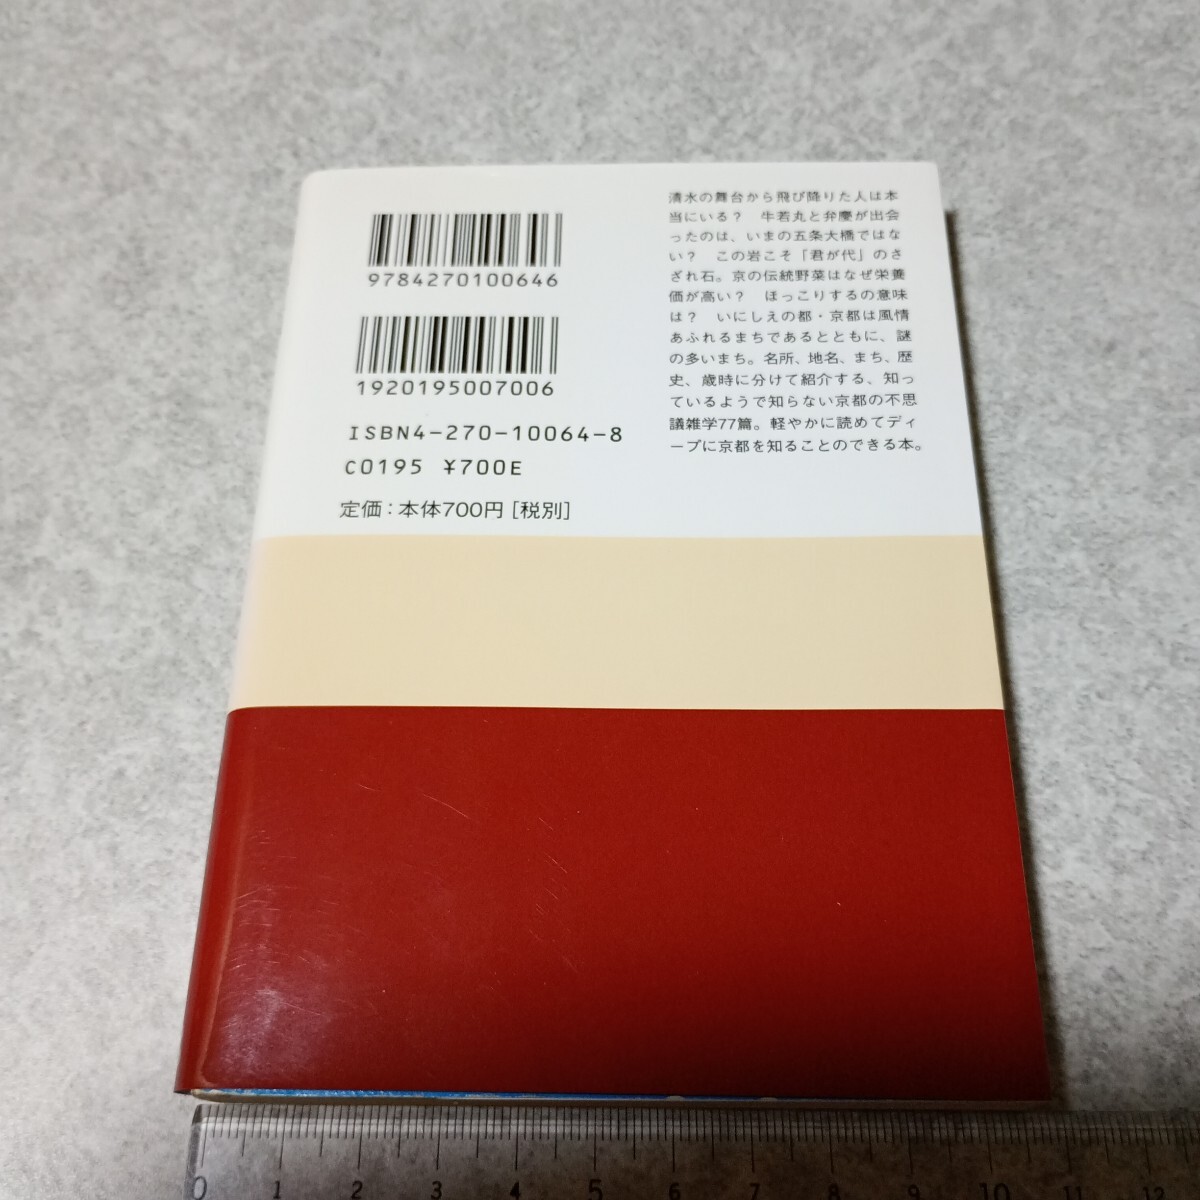 9784270100646
1920195007006
ISBN4-270-10064-8
C0195 ¥700E
定価：本体700円［税別］
清水の舞台から飛び降りた人は本
当にいる？　牛若丸と弁慶が出会
ったのは、いまの五条大橋ではな
い？　この岩こそ「君が代」のさ
ざれ石。京の伝統野菜はなぜ栄養
価が高い？　ほっこりするの意味
は？　いにしえの都・京都は風情
あふれるまちであるとともに、謎
の多いまち。名所、地名、まち、歴
史、歳時に分けて紹介する、知っ
ているようで知らない京都の不思
議雑学77篇。軽やかに読めてディ
ープに京都を知ることのできる本。
0 1 2 3 4 5 6 7 8 9 10 11 12